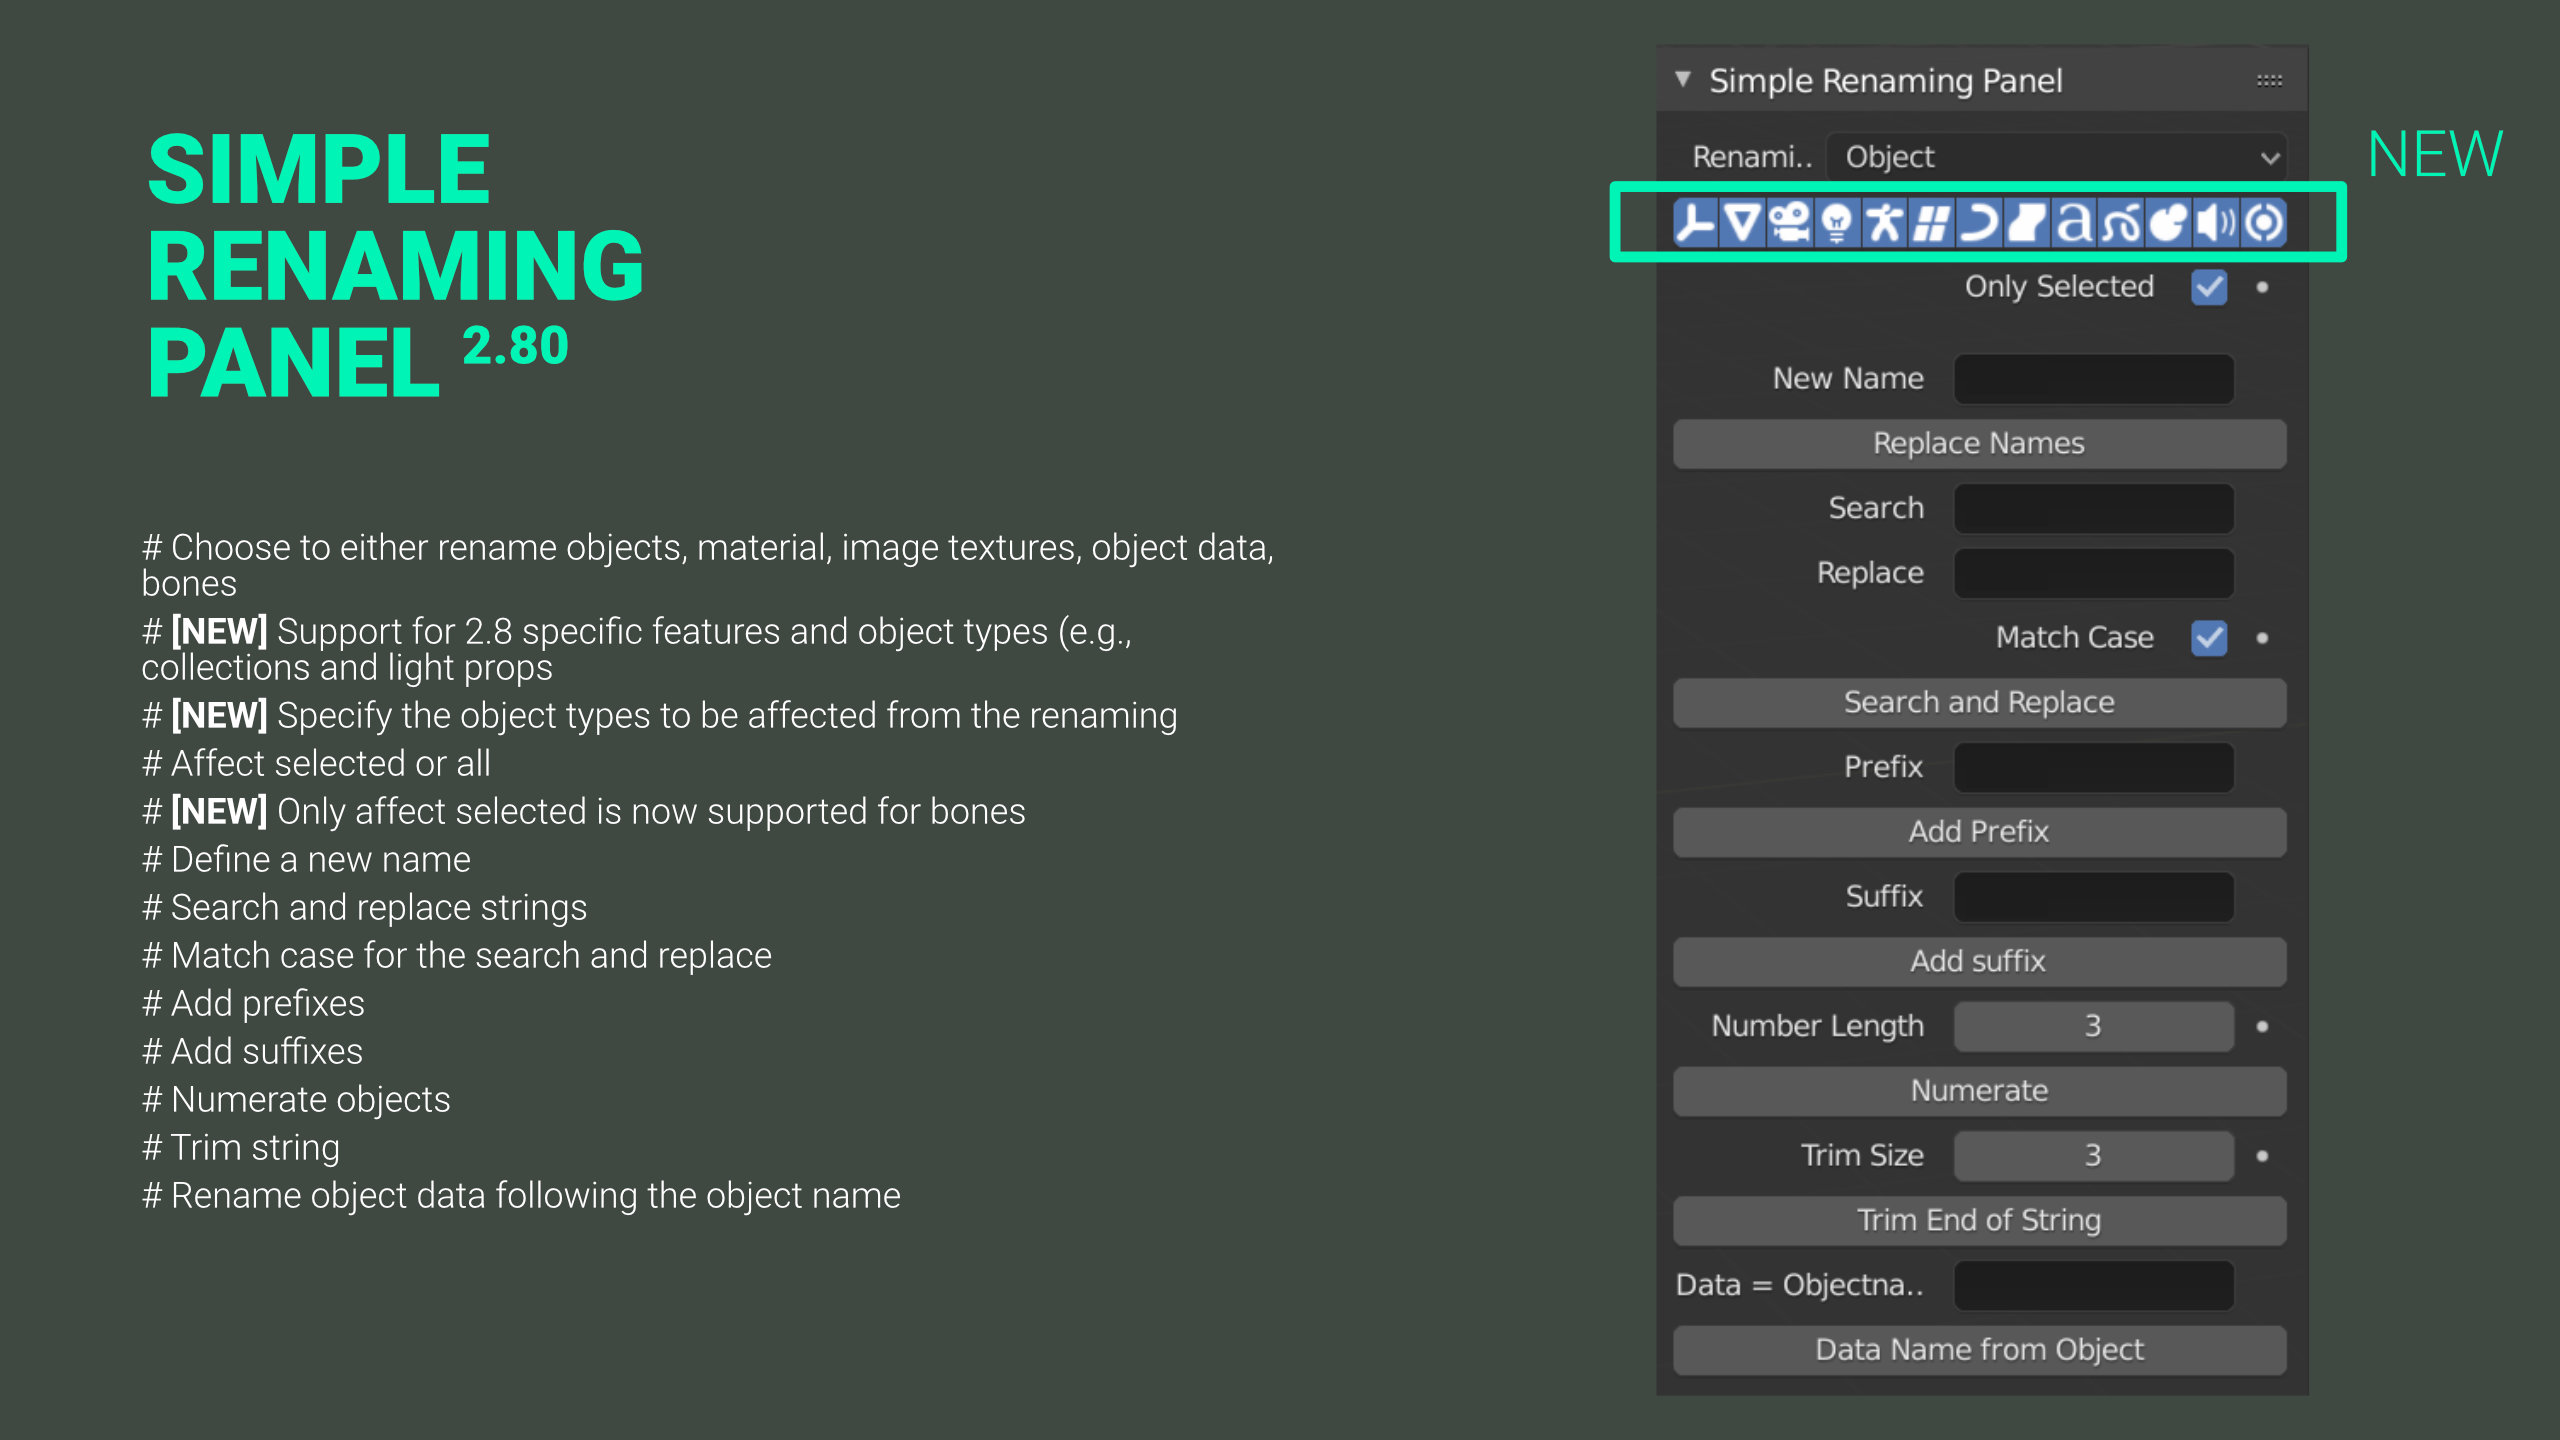 SIMPLE
RENAMING
PANEL 2.80
# Choose to either rename objects, material, image textures, object data,
bones
# [NEW] Support for 2.8 specific features and object types (e.g.,
collections and light props
# [NEW] Specify the object types to be affected from the renaming
# Affect selected or all
# [NEW] Only affect selected is now supported for bones
# Define a new name
# Search and replace strings
# Match case for the search and replace
# Add prefixes
# Add suffixes
# Numerate objects
# Trim string
# Rename object data following the object name
Simple Renaming Panel
Renami.. Object
NEW
a
Only Selected
New Name
Replace Names
Search
Replace
Match Case
Search and Replace
Prefix
Add Prefix
Suffix
Add suffix
Number Length 3
Numerate
Trim Size 3
Trim End of String
Data = Objectna..
Data Name from Object